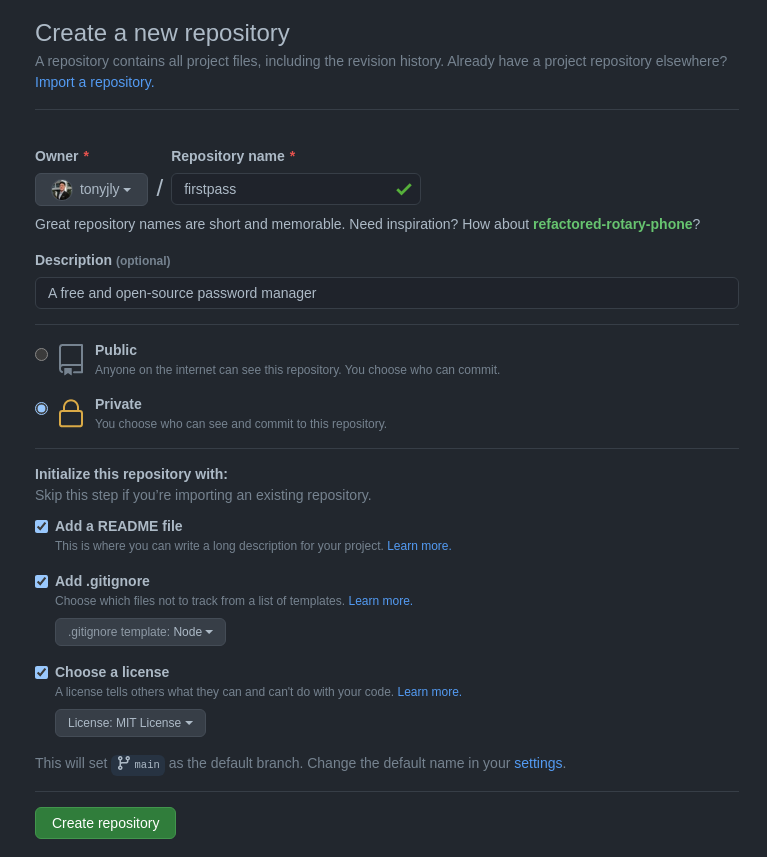 Create a new repository
A repository contains all project files, including the revision history. Already have a project repository elsewhere?
Import a repository.
Owner * Repository name *
tonyjly / firstpass
Great repository names are short and memorable. Need inspiration? How about refactored-rotary-phone?
Description (optional)
A free and open-source password manager
Public
Anyone on the internet can see this repository. You choose who can commit.
Private
You choose who can see and commit to this repository.
Initialize this repository with:
Skip this step if you’re importing an existing repository.
Add a README file
This is where you can write a long description for your project. Learn more.
Add .gitignore
Choose which files not to track from a list of templates. Learn more.
.gitignore template: Node
Choose a license
A license tells others what they can and can't do with your code. Learn more.
License: MIT License
This will set main as the default branch. Change the default name in your settings.
Create repository